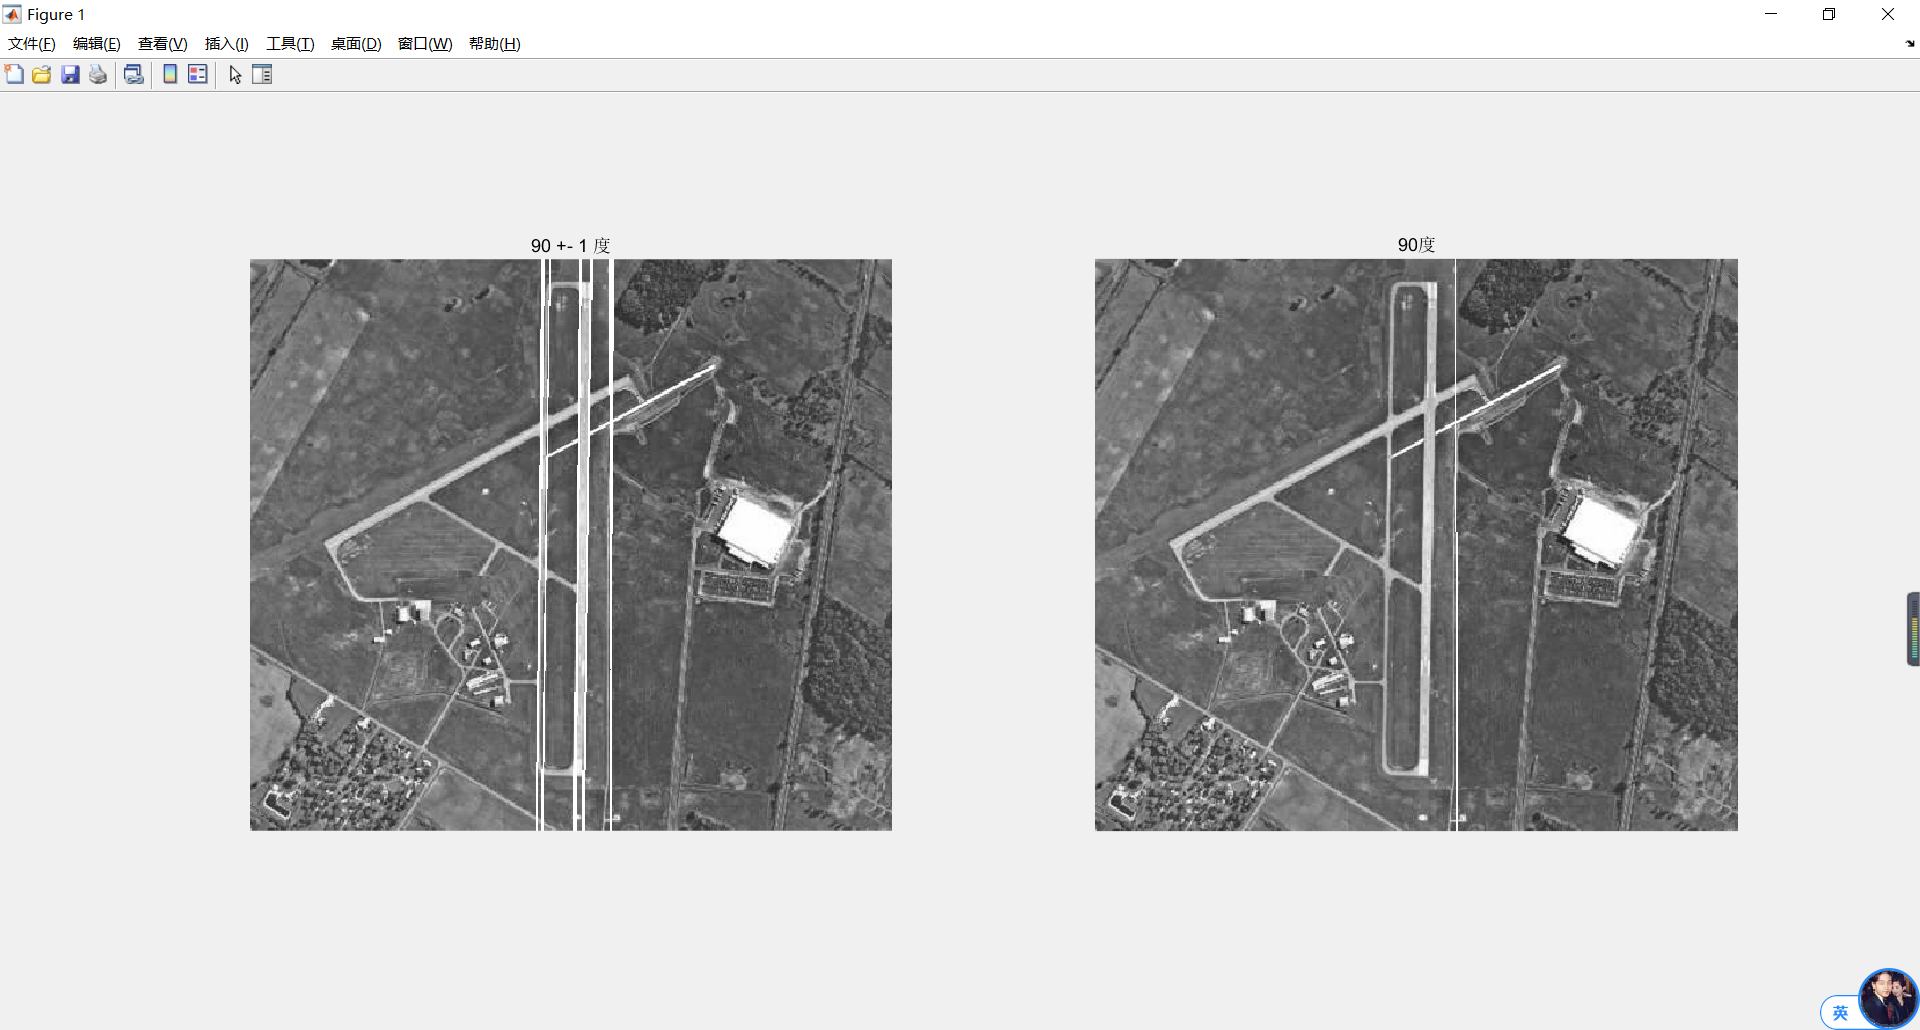 Figure 1
文件(F) 编辑(E) 查看(V) 插入(I) 工具(T) 桌面(D) 窗口(W) 帮助(H)
90 +- 1 度
90度
英